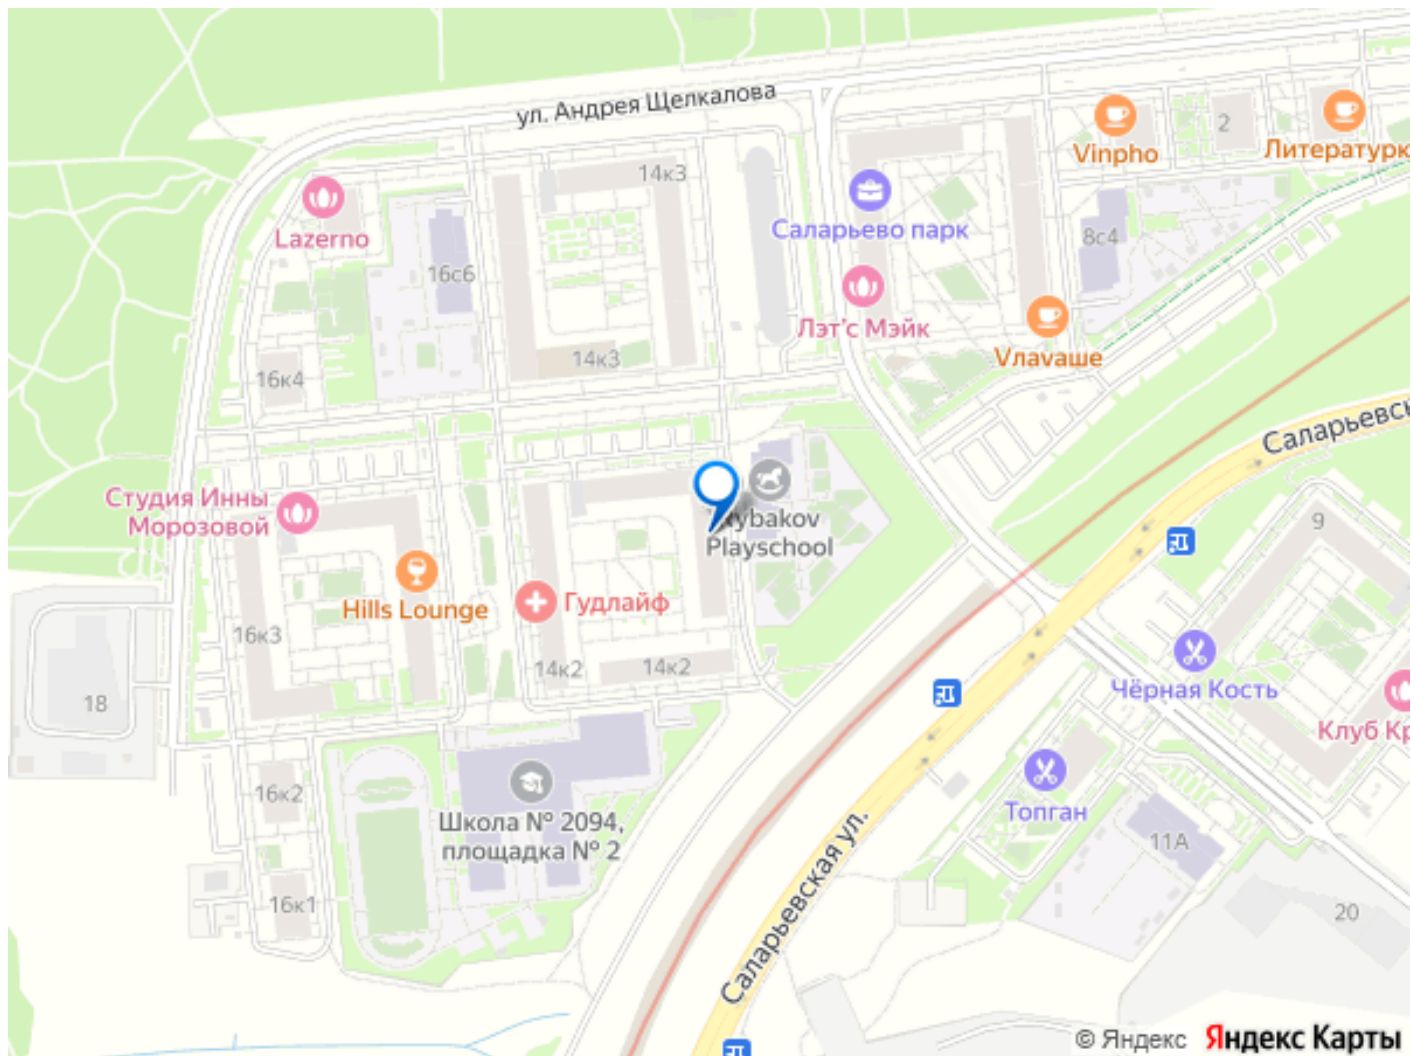 ул. Андрея Щелкалова
Vinpho
2
Литературк
14к3
Lazerno
Саларьево парк
8с4
16с6
Лэт'с Мэйк
Vлаваше
14к3
16к4
Саларьевск
Студия Инны
Морозовой
Rybakov
Playschool
9
Hills Lounge
Гудлайф
16к3
14к2
14к2
Чёрная Кость
18
Клуб Кр
16к2
Школа № 2094,
площадка № 2
Топган
11А
Саларьевская ул.
16к1
20
© Яндекс Яндекс Карты